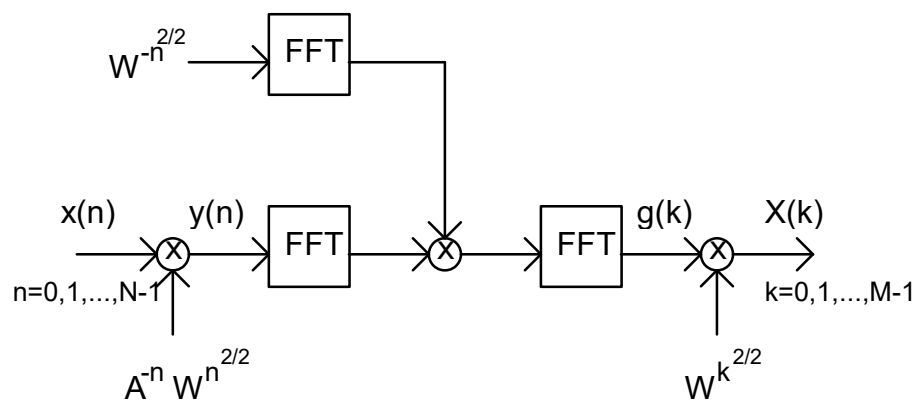 W^-n^2/2
FFT
x(n)
y(n)
FFT
FFT
g(k)
X(k)
X
X
X
n=0,1,...,N-1
k=0,1,...,M-1
A^-n W^n^2/2
W^k^2/2